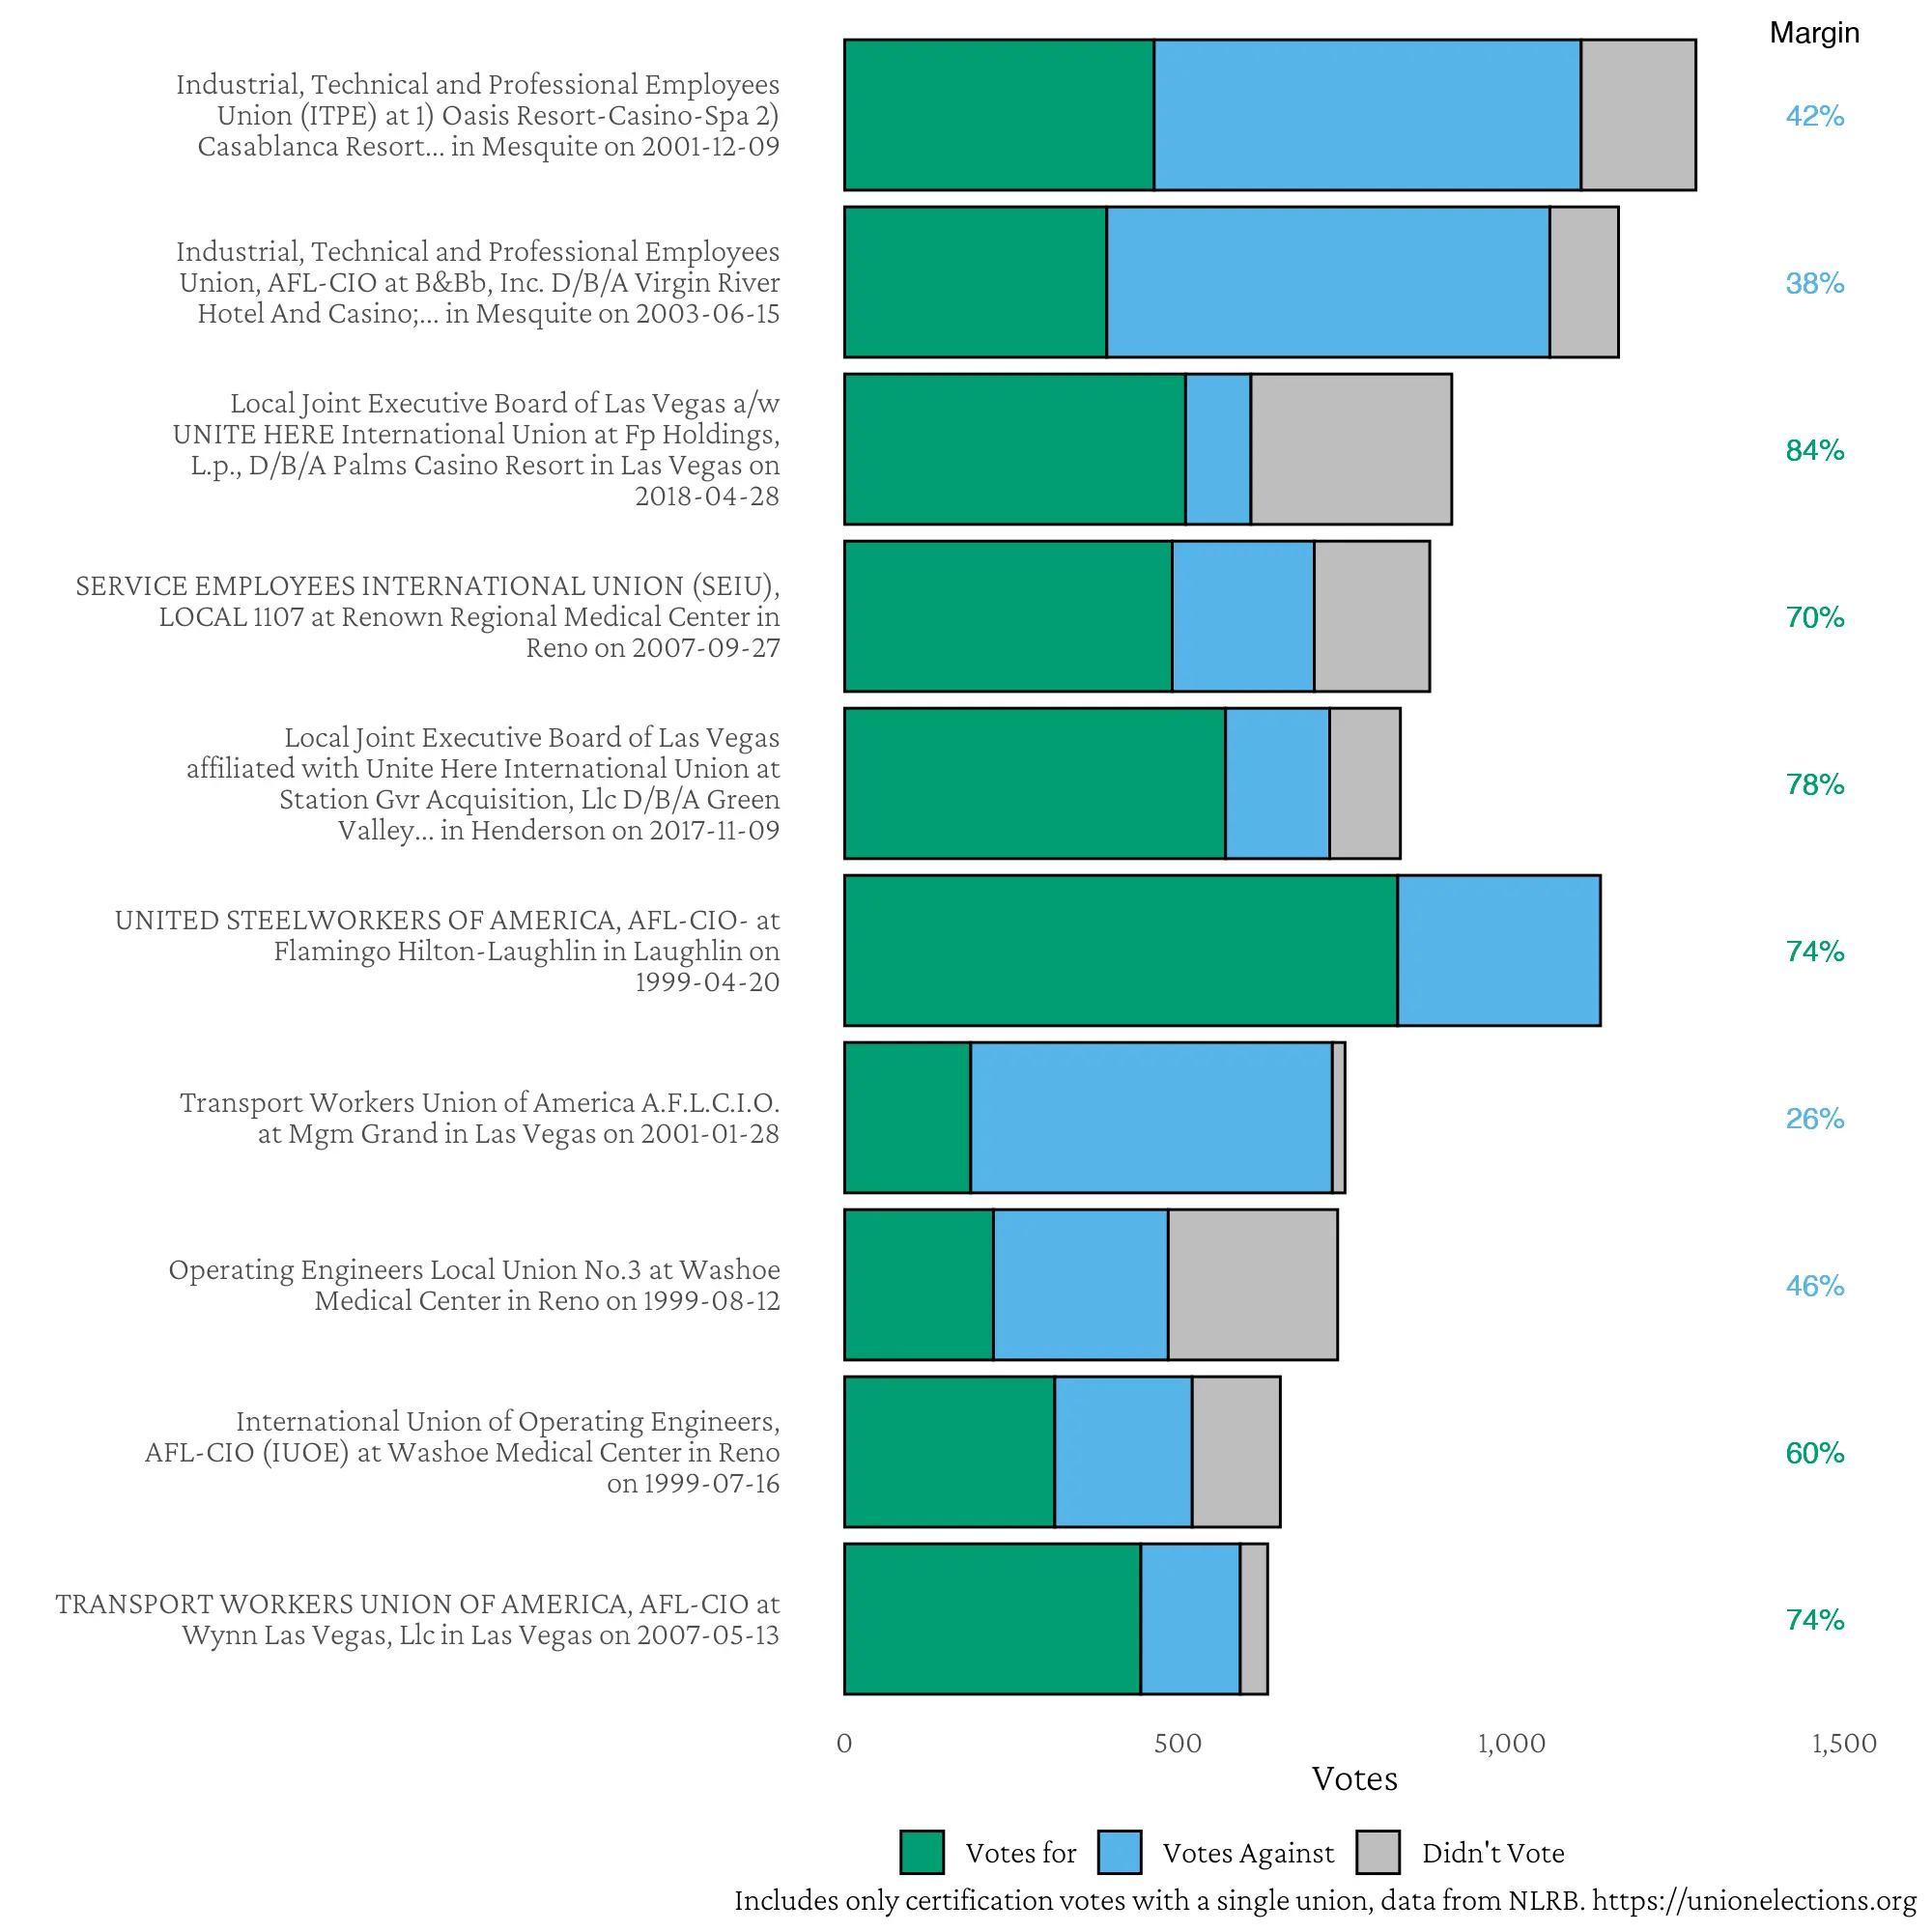 Margin
Industrial, Technical and Professional Employees
Union (ITPE) at 1) Oasis Resort-Casino-Spa 2)
Casablanca Resort... in Mesquite on 2001-12-09
42%
Industrial, Technical and Professional Employees
Union, AFL-CIO at B&Bb, Inc. D/B/A Virgin River
Hotel And Casino;... in Mesquite on 2003-06-15
38%
Local Joint Executive Board of Las Vegas a/w
UNITE HERE International Union at Fp Holdings,
L.p., D/B/A Palms Casino Resort in Las Vegas on
2018-04-28
84%
SERVICE EMPLOYEES INTERNATIONAL UNION (SEIU),
LOCAL 1107 at Renown Regional Medical Center in
Reno on 2007-09-27
70%
Local Joint Executive Board of Las Vegas
affiliated with Unite Here International Union at
Station Gvr Acquisition, Llc D/B/A Green
Valley... in Henderson on 2017-11-09
78%
UNITED STEELWORKERS OF AMERICA, AFL-CIO- at
Flamingo Hilton-Laughlin in Laughlin on
1999-04-20
74%
Transport Workers Union of America A.F.L.C.I.O.
at Mgm Grand in Las Vegas on 2001-01-28
26%
Operating Engineers Local Union No.3 at Washoe
Medical Center in Reno on 1999-08-12
46%
International Union of Operating Engineers,
AFL-CIO (IUOE) at Washoe Medical Center in Reno
on 1999-07-16
60%
TRANSPORT WORKERS UNION OF AMERICA, AFL-CIO at
Wynn Las Vegas, Llc in Las Vegas on 2007-05-13
74%
0 500 1,000 1,500
Votes
Votes for Votes Against Didn't Vote
Includes only certification votes with a single union, data from NLRB. https://unionelections.org